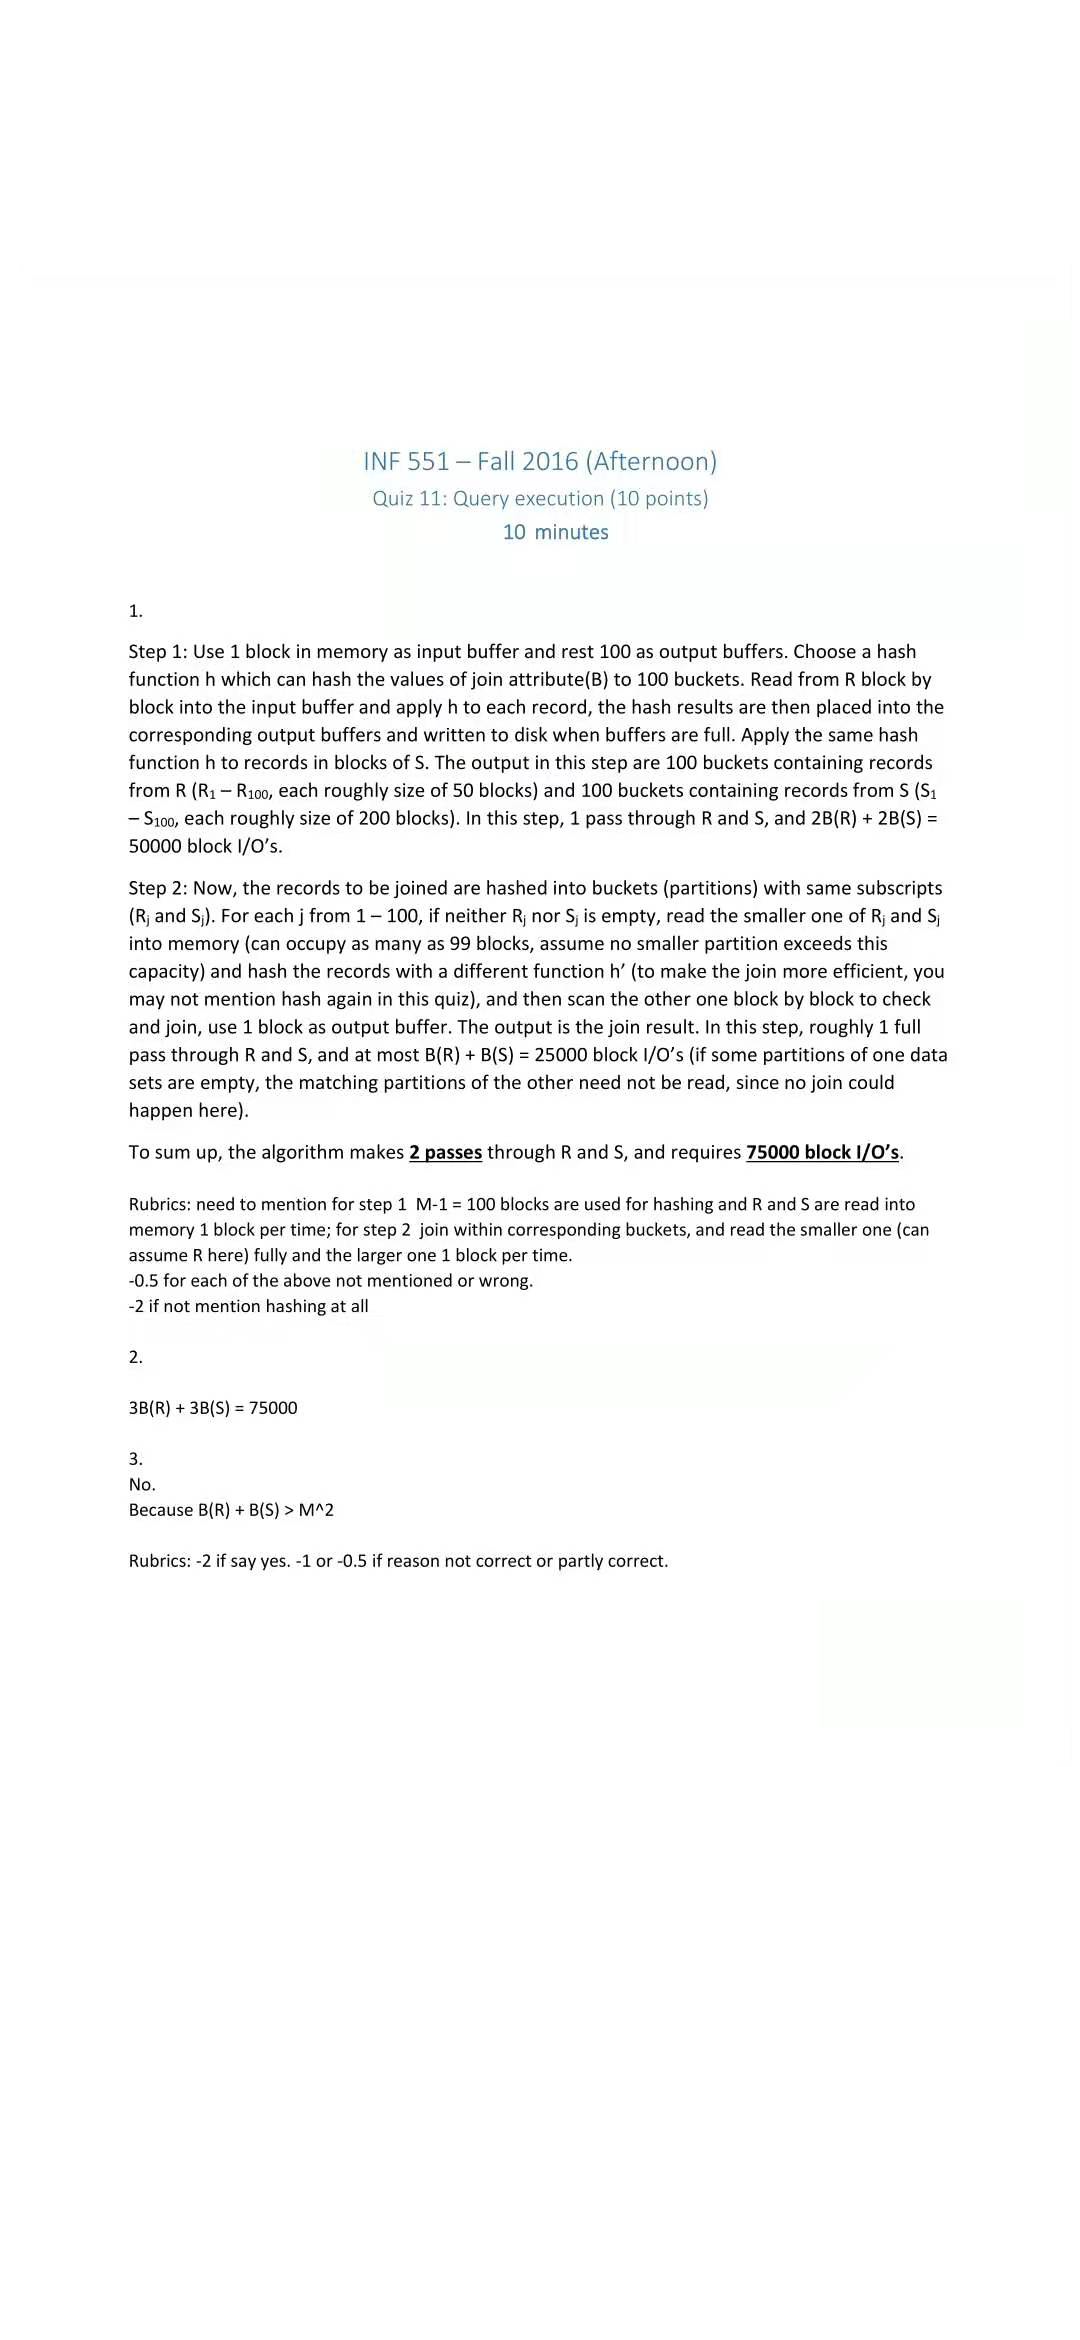 INF 551 – Fall 2016 (Afternoon)
Quiz 11: Query execution (10 points)
10 minutes
1.
Step 1: Use 1 block in memory as input buffer and rest 100 as output buffers. Choose a hash
function h which can hash the values of join attribute(B) to 100 buckets. Read from R block by
block into the input buffer and apply h to each record, the hash results are then placed into the
corresponding output buffers and written to disk when buffers are full. Apply the same hash
function h to records in blocks of S. The output in this step are 100 buckets containing records
from R (R₁ – R₁₀₀, each roughly size of 50 blocks) and 100 buckets containing records from S (S₁
– S₁₀₀, each roughly size of 200 blocks). In this step, 1 pass through R and S, and 2B(R) + 2B(S) =
50000 block I/O’s.
Step 2: Now, the records to be joined are hashed into buckets (partitions) with same subscripts
(Rⱼ and Sⱼ). For each j from 1 – 100, if neither Rⱼ nor Sⱼ is empty, read the smaller one of Rⱼ and Sⱼ
into memory (can occupy as many as 99 blocks, assume no smaller partition exceeds this
capacity) and hash the records with a different function h’ (to make the join more efficient, you
may not mention hash again in this quiz), and then scan the other one block by block to check
and join, use 1 block as output buffer. The output is the join result. In this step, roughly 1 full
pass through R and S, and at most B(R) + B(S) = 25000 block I/O’s (if some partitions of one data
sets are empty, the matching partitions of the other need not be read, since no join could
happen here).
To sum up, the algorithm makes 2 passes through R and S, and requires 75000 block I/O’s.
Rubrics: need to mention for step 1 M-1 = 100 blocks are used for hashing and R and S are read into
memory 1 block per time; for step 2 join within corresponding buckets, and read the smaller one (can
assume R here) fully and the larger one 1 block per time.
-0.5 for each of the above not mentioned or wrong.
-2 if not mention hashing at all
2.
3B(R) + 3B(S) = 75000
3.
No.
Because B(R) + B(S) > M^2
Rubrics: -2 if say yes. -1 or -0.5 if reason not correct or partly correct.